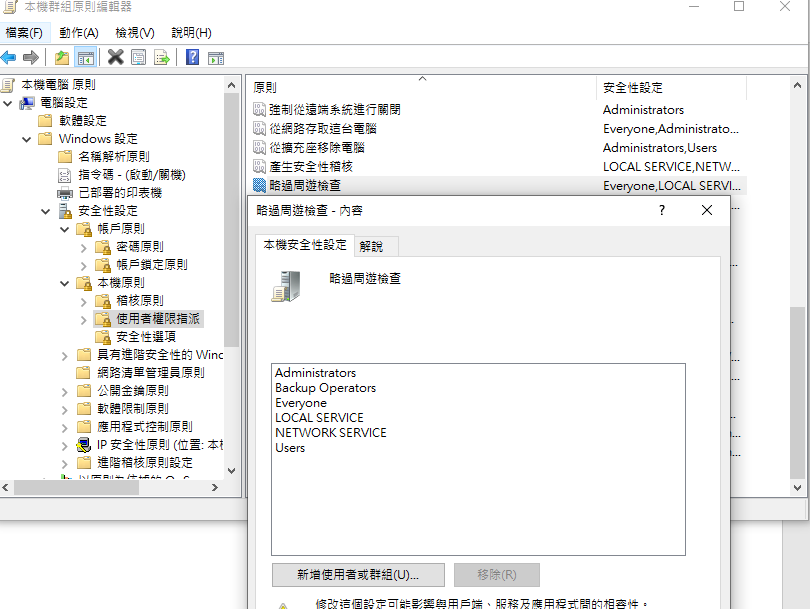 本機群組原則編輯器
檔案(F) 動作(A) 檢視(V) 說明(H)
本機電腦 原則
電腦設定
軟體設定
Windows 設定
名稱解析原則
指令碼 - (啟動/關機)
已部署的印表機
安全性設定
帳戶原則
密碼原則
帳戶鎖定原則
本機原則
稽核原則
使用者權限指派
安全性選項
具有進階安全性的 Winc
網路清單管理員原則
公開金鑰原則
軟體限制原則
應用程式控制原則
IP 安全性原則 (位置: 本機
進階稽核原則設定
原則 安全性設定
強制從遠端系統進行關閉 Administrators
從網路存取這台電腦 Everyone,Administrato...
從擴充座移除電腦 Administrators,Users
產生安全性稽核 LOCAL SERVICE,NETW...
略過周遊檢查 Everyone,LOCAL SERVI...
略過周遊檢查 - 內容
本機安全性設定 解說
略過周遊檢查
Administrators
Backup Operators
Everyone
LOCAL SERVICE
NETWORK SERVICE
Users
新增使用者或群組(U)... 移除(R)
修改這個設定可能影響與用戶端、服務及應用程式間的相容性。